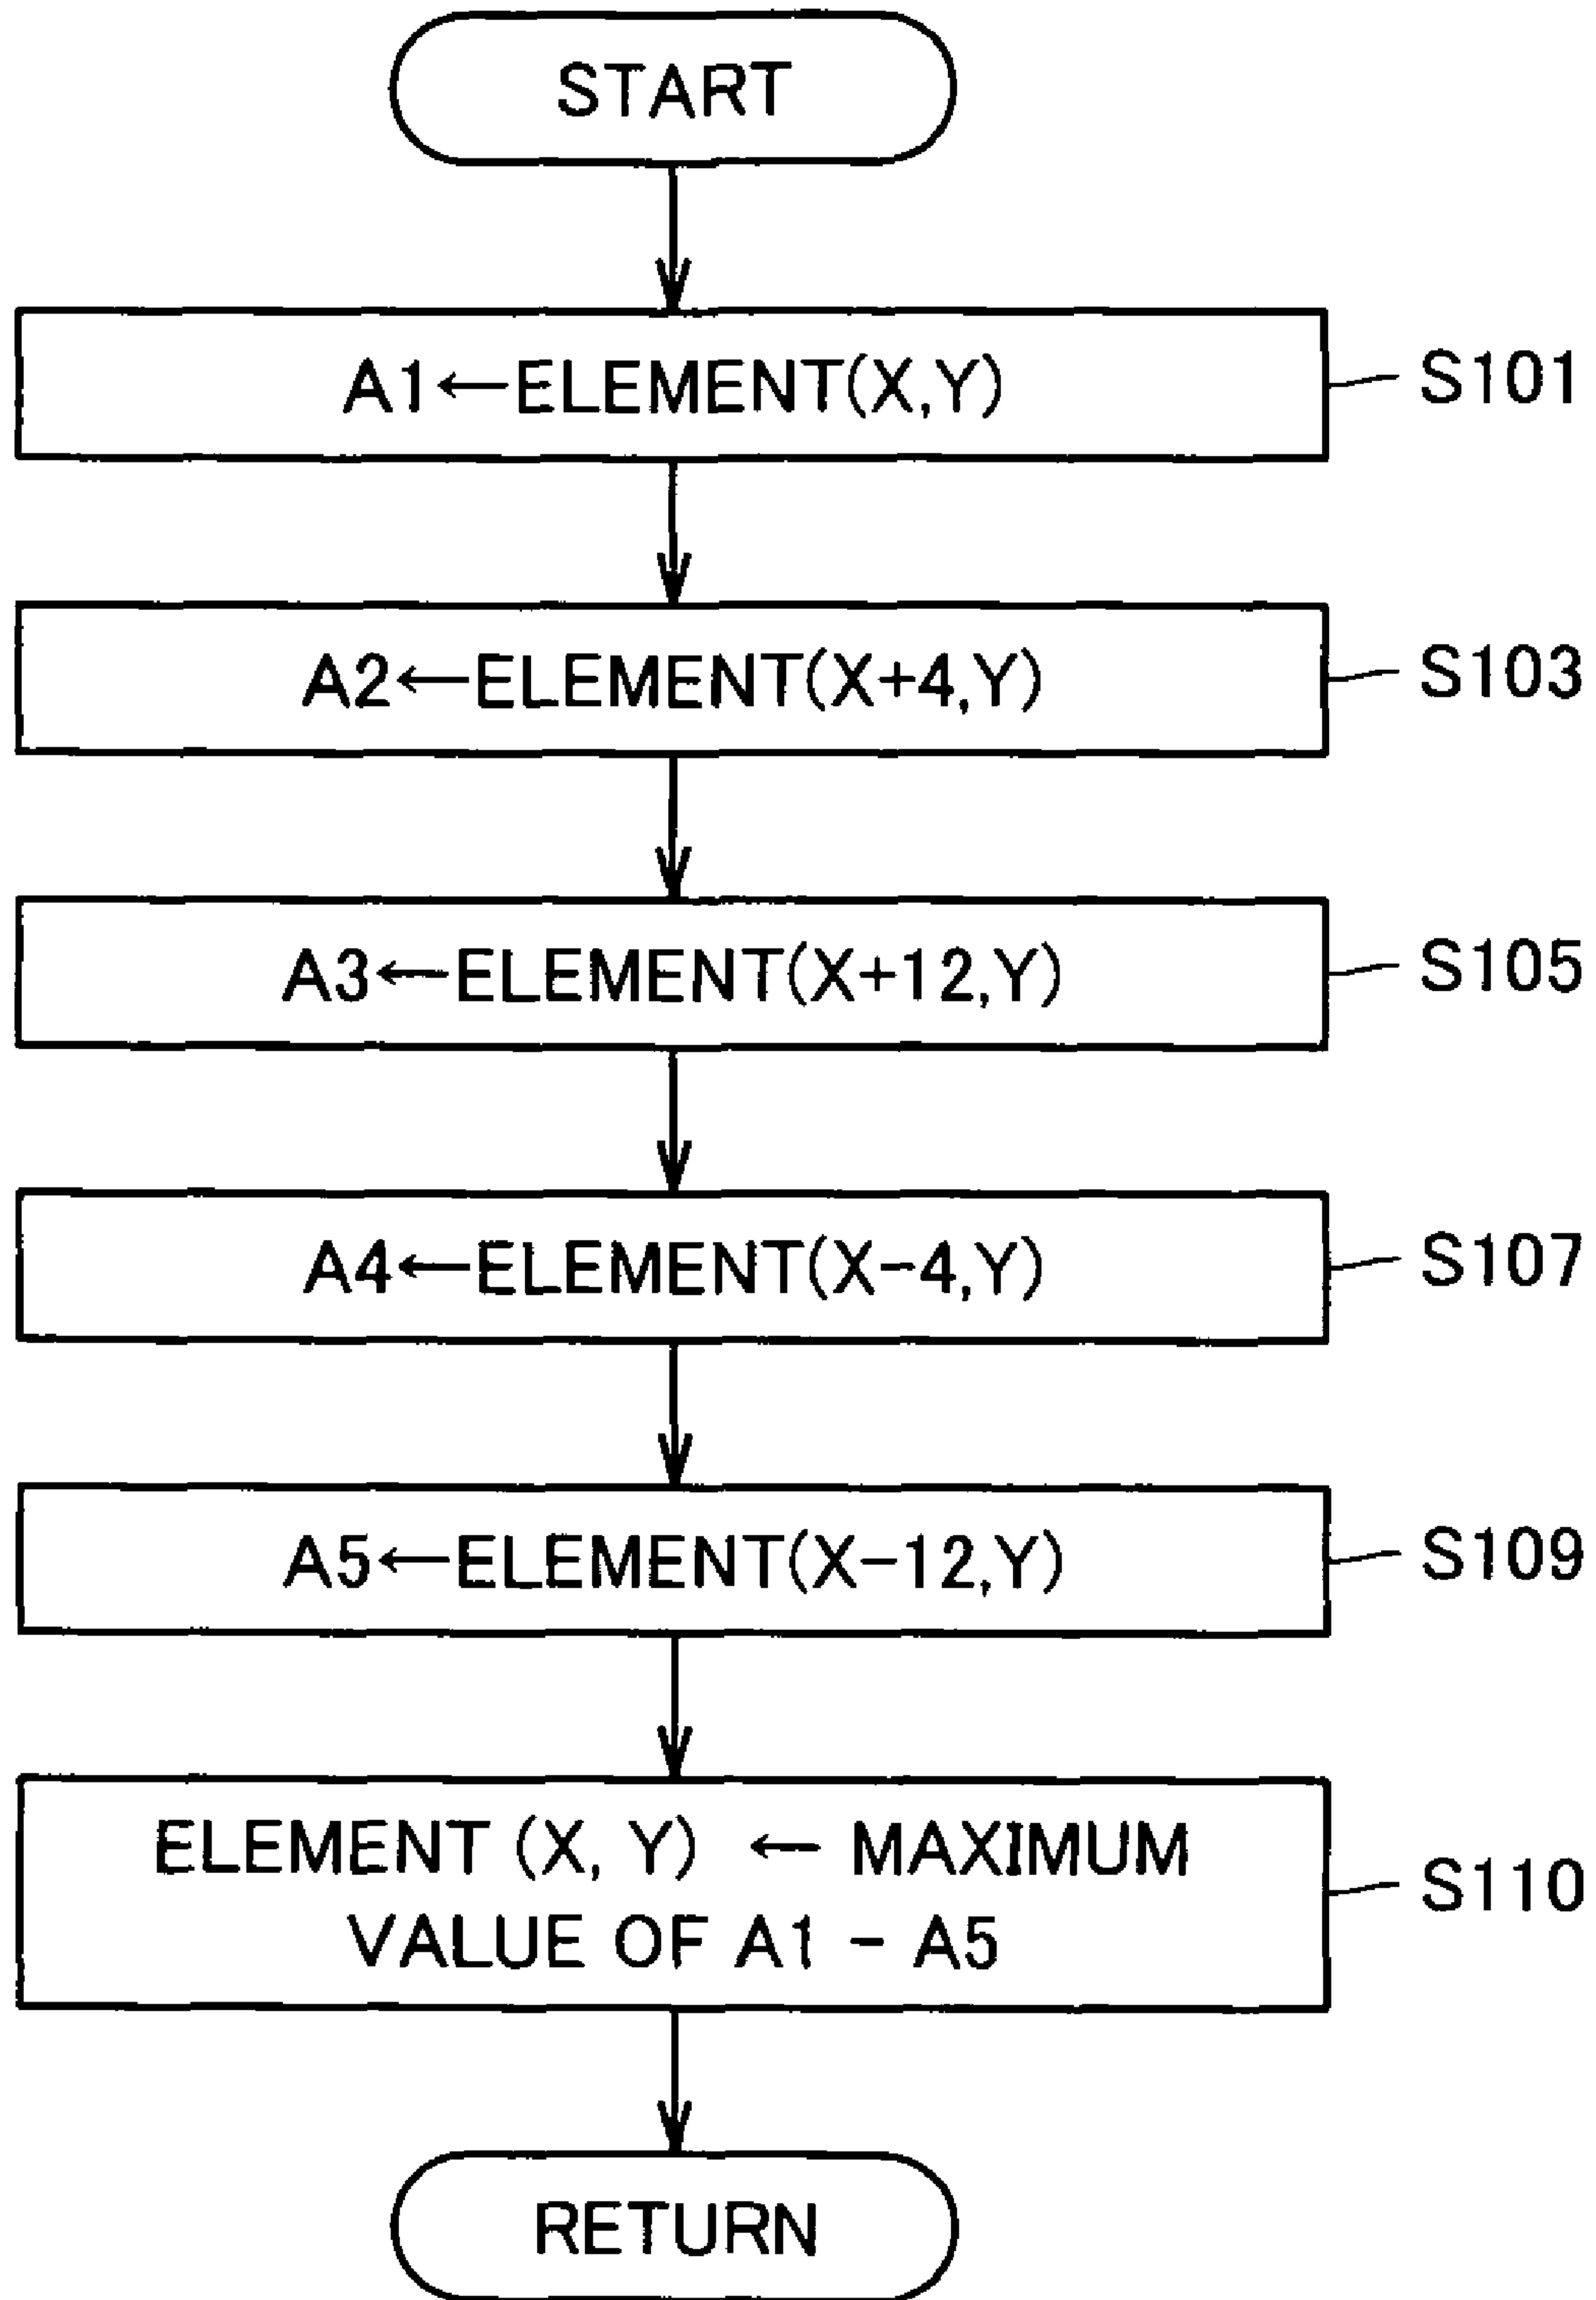 START
A1←ELEMENT(X,Y)
S101
A2←ELEMENT(X+4,Y)
S103
A3←ELEMENT(X+12,Y)
S105
A4←ELEMENT(X-4,Y)
S107
A5←ELEMENT(X-12,Y)
S109
ELEMENT (X, Y) ← MAXIMUM
VALUE OF A1 - A5
S110
RETURN